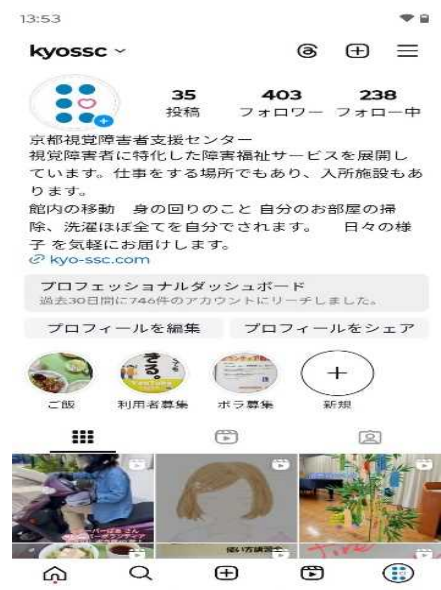 13:53
kyossc
35 403 238
投稿 フォロワー フォロー中
京都視覚障害者支援センター
視覚障害者に特化した障害福祉サービスを展開し
ています。仕事をする場所でもあり、入所施設もあ
ります。
館内の移動　身の回りのこと 自分のお部屋の掃
除、洗濯ほぼ全てを自分でされます。　日々の様
子 を気軽にお届けします。
kyo-ssc.com
プロフェッショナルダッシュボード
過去30日間に746件のアカウントにリーチしました。
プロフィールを編集 プロフィールをシェア
きる。
YouTube
ご飯 利用者募集 ボラ募集 新規
使い方講習会